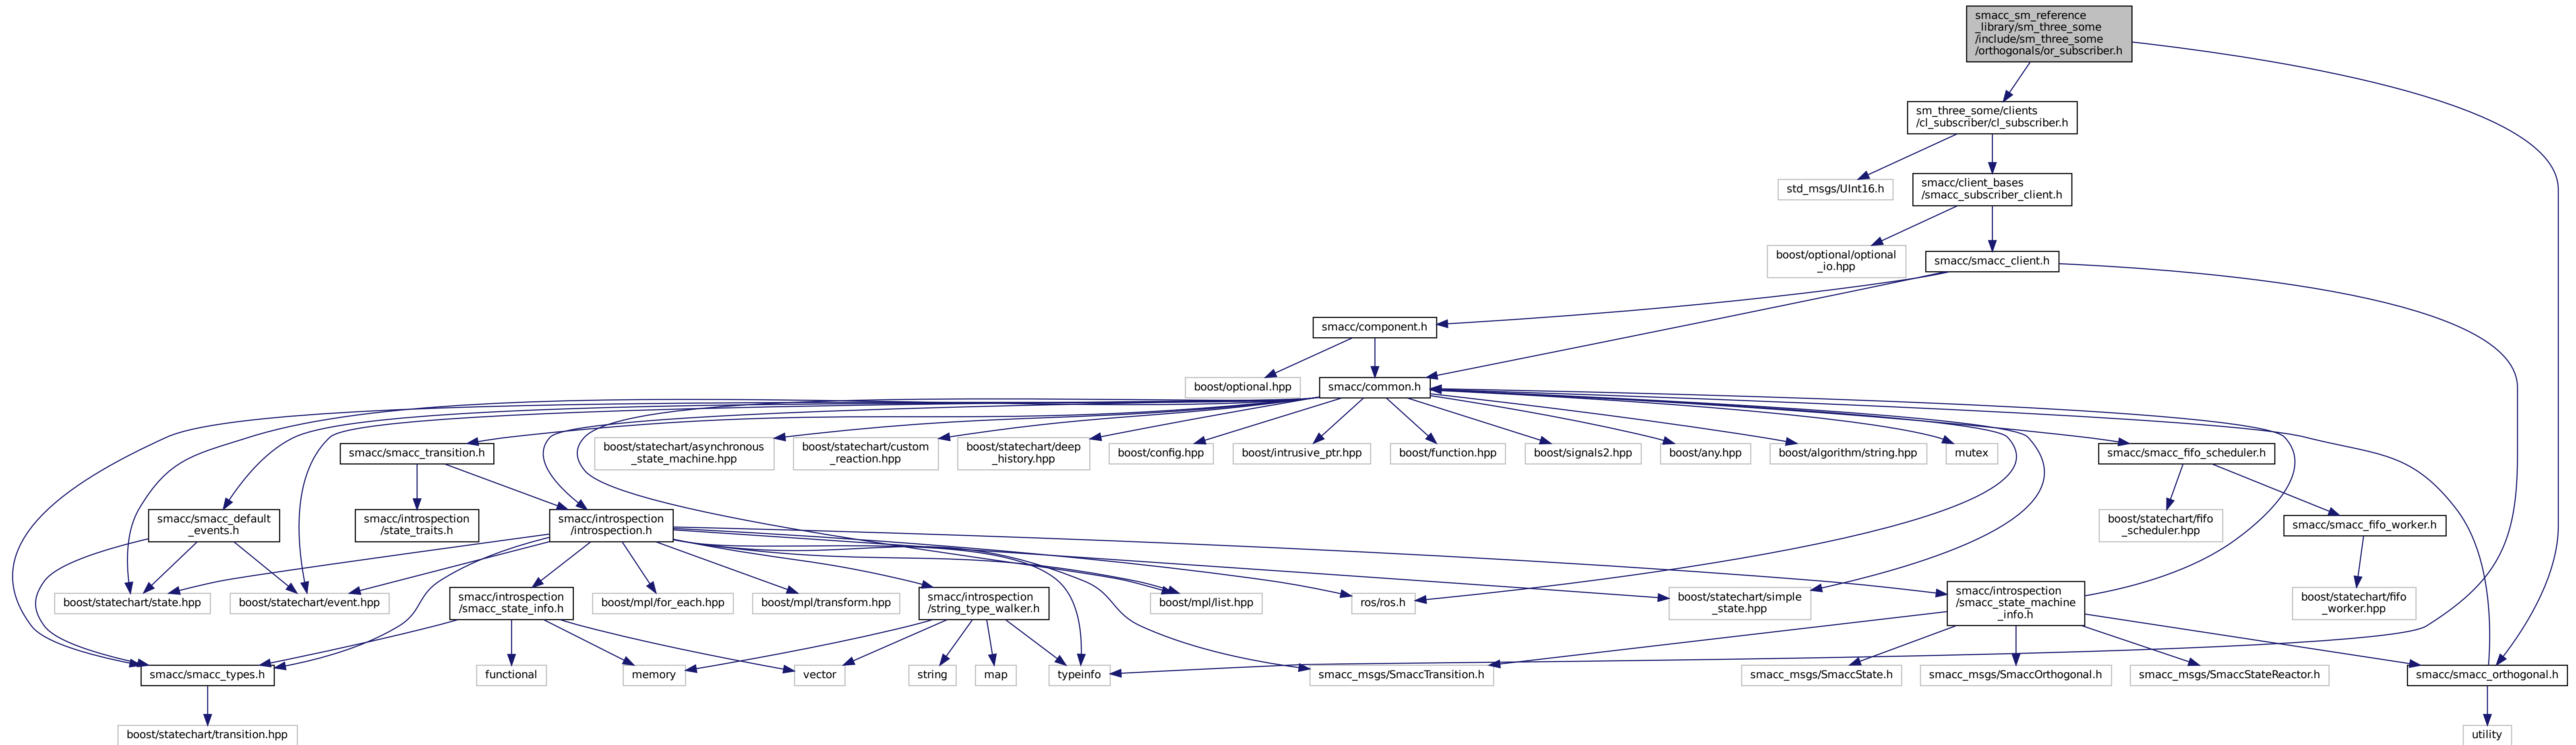 smacc_sm_reference
_library/sm_three_some
/include/sm_three_some
/orthogonals/or_subscriber.h
sm_three_some/clients
/cl_subscriber/cl_subscriber.h
std_msgs/UInt16.h
smacc/client_bases
/smacc_subscriber_client.h
boost/optional/optional
_io.hpp
smacc/smacc_client.h
smacc/component.h
boost/optional.hpp
smacc/common.h
smacc/smacc_transition.h
boost/statechart/asynchronous
_state_machine.hpp
boost/statechart/custom
_reaction.hpp
boost/statechart/deep
_history.hpp
boost/config.hpp
boost/intrusive_ptr.hpp
boost/function.hpp
boost/signals2.hpp
boost/any.hpp
boost/algorithm/string.hpp
mutex
smacc/smacc_fifo_scheduler.h
smacc/smacc_default
_events.h
smacc/introspection
/state_traits.h
smacc/introspection
/introspection.h
boost/statechart/fifo
_scheduler.hpp
smacc/smacc_fifo_worker.h
boost/statechart/state.hpp
boost/statechart/event.hpp
smacc/introspection
/smacc_state_info.h
boost/mpl/for_each.hpp
boost/mpl/transform.hpp
smacc/introspection
/string_type_walker.h
boost/mpl/list.hpp
ros/ros.h
boost/statechart/simple
_state.hpp
smacc/introspection
/smacc_state_machine
_info.h
boost/statechart/fifo
_worker.hpp
smacc/smacc_types.h
functional
memory
vector
string
map
typeinfo
smacc_msgs/SmaccTransition.h
smacc_msgs/SmaccState.h
smacc_msgs/SmaccOrthogonal.h
smacc_msgs/SmaccStateReactor.h
smacc/smacc_orthogonal.h
boost/statechart/transition.hpp
utility